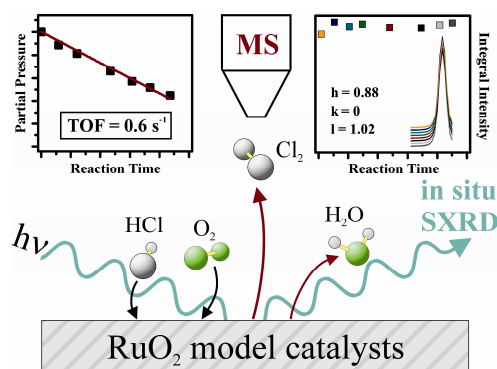 Partial Pressure
TOF = 0.6 s⁻¹
Reaction Time
MS
h = 0.88
k = 0
l = 1.02
Integral Intensity
Reaction Time
Cl₂
in situ
SXRD
hν
HCl
O₂
H₂O
RuO₂ model catalysts